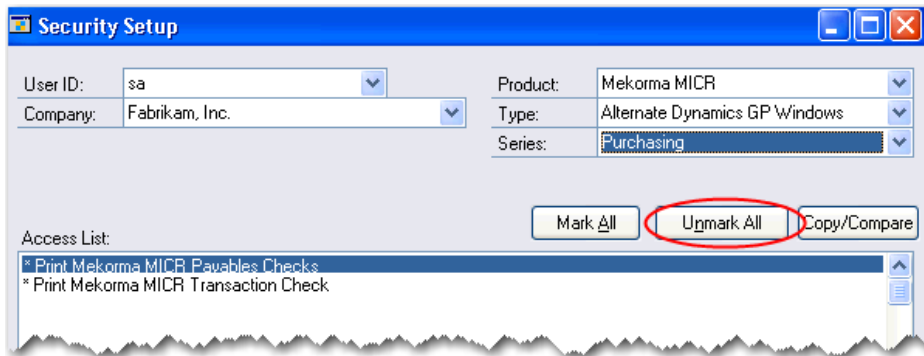 Security Setup
User ID: sa
Product: Mekorma MICR
Company: Fabrikam, Inc.
Type: Alternate Dynamics GP Windows
Series: Purchasing
Mark All Unmark All Copy/Compare
Access List:
* Print Mekorma MICR Payables Checks
* Print Mekorma MICR Transaction Check